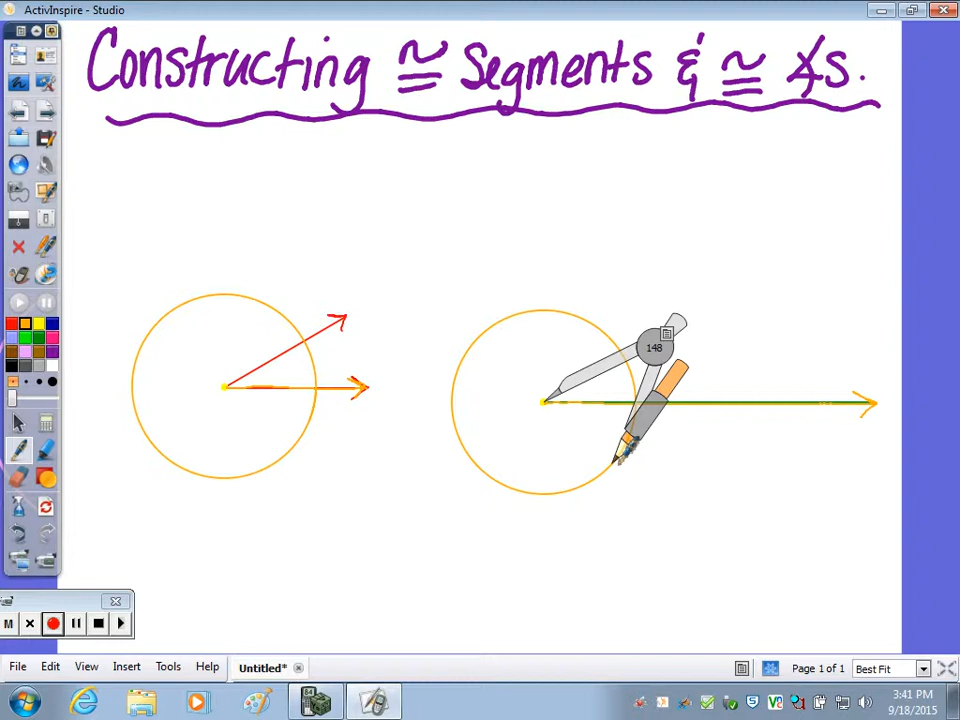 ActivInspire - Studio
Constructing ≅ Segments & ≅ ∡s.
148
M
File Edit View Insert Tools Help Untitled* Page 1 of 1 Best Fit
84
3:41 PM
9/18/2015